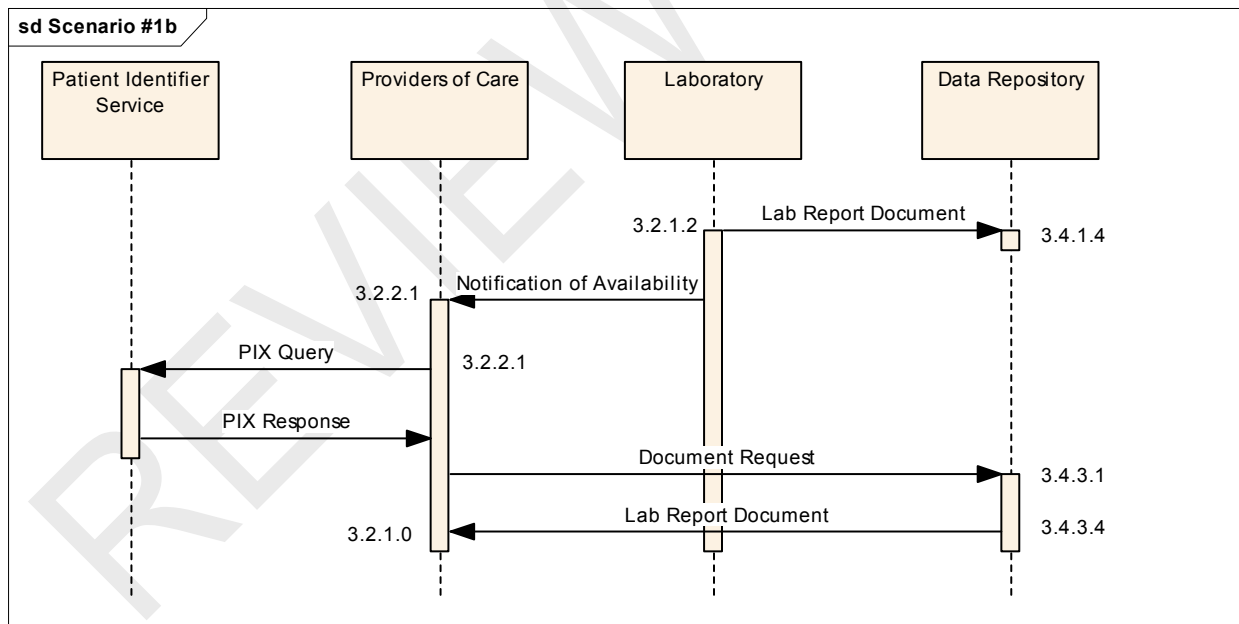 sd Scenario #1b
Patient Identifier
Service
Providers of Care
Laboratory
Data Repository
3.2.1.2
Lab Report Document
3.4.1.4
3.2.2.1
Notification of Availability
PIX Query
3.2.2.1
PIX Response
Document Request
3.4.3.1
3.2.1.0
Lab Report Document
3.4.3.4
REVIEW